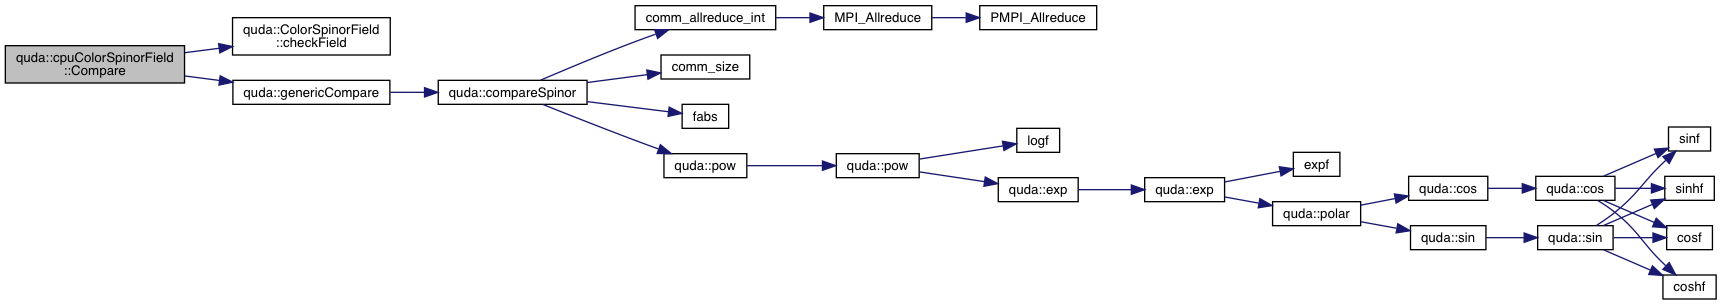 quda::cpuColorSpinorField
::Compare
quda::ColorSpinorField
::checkField
quda::genericCompare
quda::compareSpinor
comm_allreduce_int
MPI_Allreduce
PMPI_Allreduce
comm_size
fabs
quda::pow
quda::pow
logf
quda::exp
quda::exp
expf
quda::polar
quda::cos
quda::cos
quda::sin
quda::sin
sinf
sinhf
cosf
coshf